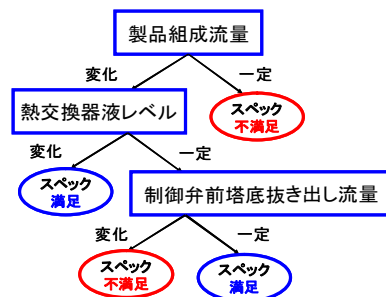 製品組成流量
変化
一定
熱交換器液レベル
スペック
不満足
変化
一定
スペック
満足
制御弁前塔底抜き出し流量
変化
一定
スペック
不満足
スペック
満足